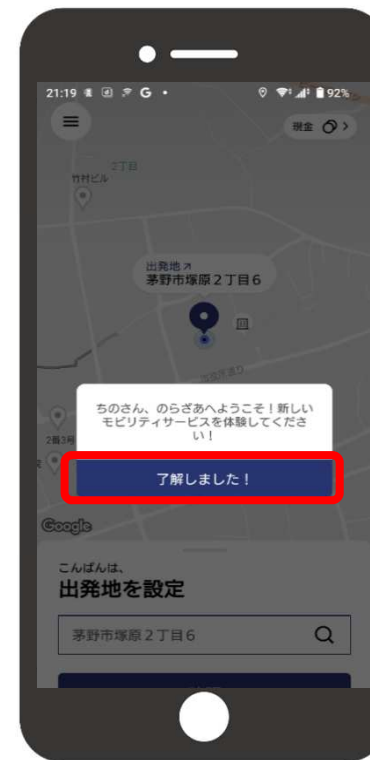 21:19 G • 92%
現金
2丁目
竹村ビル
出発地
茅野市塚原2丁目6
ちのさん、のらざあへようこそ!新しい
モビリティサービスを体験してくださ
い!
2番3号
了解しました!
Google
こんばんは、
出発地を設定
茅野市塚原2丁目6